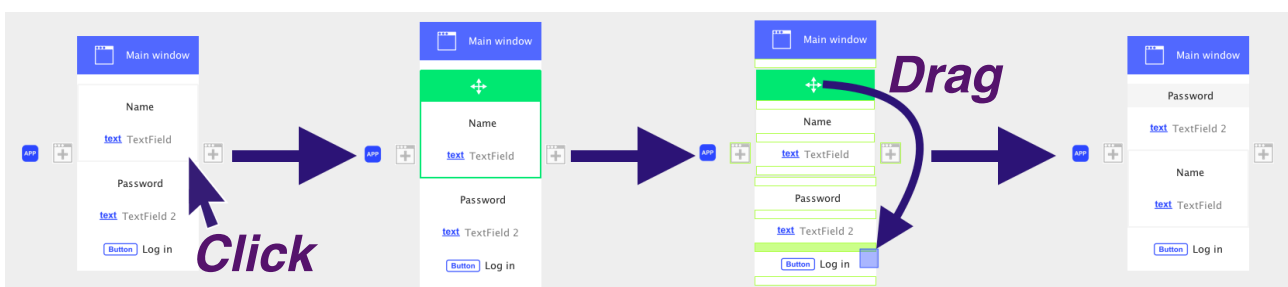 Main window
Name
text TextField
APP
Password
text TextField 2
Button Log in
Click
Main window
Name
text TextField
APP
Password
text TextField 2
Button Log in
Main window
Drag
Name
text TextField
APP
Password
text TextField 2
Button Log in
Main window
Password
text TextField 2
APP
Name
text TextField
Button Log in